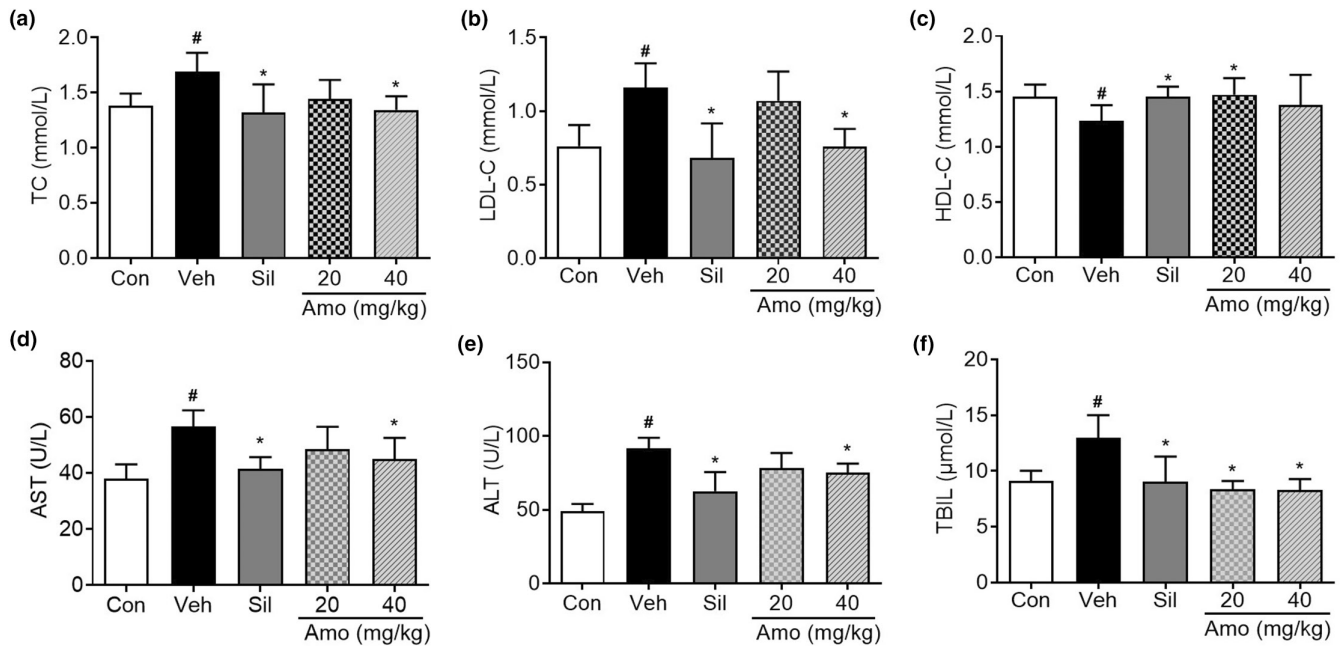 (a)
TC (mmol/L)
2.0
1.5
1.0
0.5
0.0
#
*
*
Con Veh Sil 20 40
Amo (mg/kg)
(b)
LDL-C (mmol/L)
1.5
1.0
0.5
0.0
#
*
*
Con Veh Sil 20 40
Amo (mg/kg)
(c)
HDL-C (mmol/L)
2.0
1.5
1.0
0.5
0.0
#
*
*
Con Veh Sil 20 40
Amo (mg/kg)
(d)
AST (U/L)
80
60
40
20
0
#
*
*
Con Veh Sil 20 40
Amo (mg/kg)
(e)
ALT (U/L)
150
100
50
0
#
*
*
Con Veh Sil 20 40
Amo (mg/kg)
(f)
TBIL (μmol/L)
20
15
10
5
0
#
*
*
*
Con Veh Sil 20 40
Amo (mg/kg)